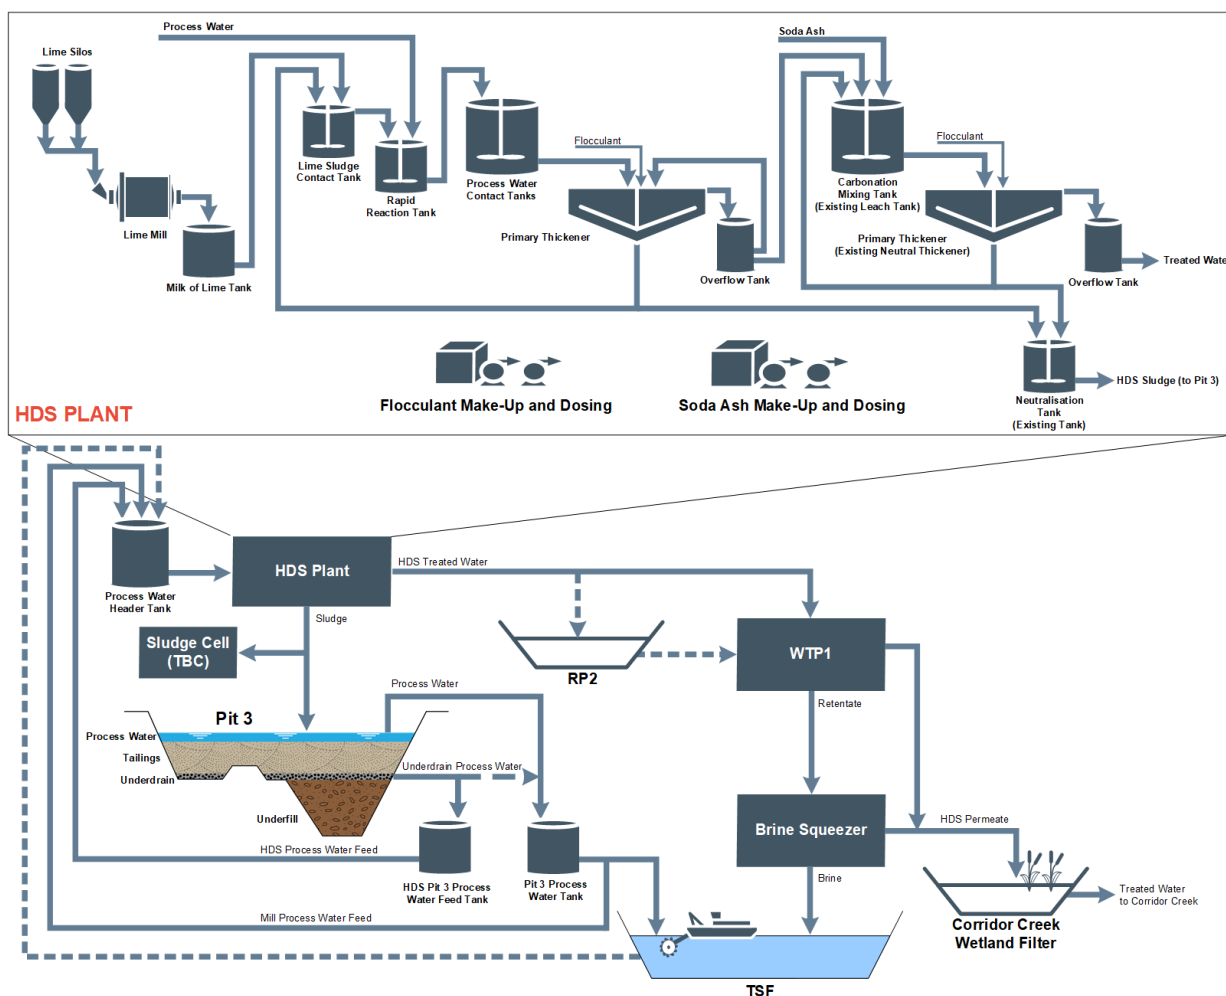 Process Water
Lime Silos
Soda Ash
Flocculant
Flocculant
Lime Sludge
Contact Tank
Rapid
Reaction Tank
Process Water
Contact Tanks
Carbonation
Mixing Tank
(Existing Leach Tank)
Lime Mill
Primary Thickener
Primary Thickener
(Existing Neutral Thickener)
Treated Water
Milk of Lime Tank
Overflow Tank
Overflow Tank
HDS Sludge (to Pit 3)
Flocculant Make-Up and Dosing
Soda Ash Make-Up and Dosing
Neutralisation
Tank
(Existing Tank)
HDS PLANT
HDS Plant
HDS Treated Water
Process Water
Header Tank
Sludge
Sludge Cell
(TBC)
WTP1
RP2
Process Water
Retentate
Pit 3
Process Water
Tailings
Underdrain
Underdrain Process Water
Underfill
Brine Squeezer
HDS Permeate
HDS Process Water Feed
HDS Pit 3 Process
Water Feed Tank
Pit 3 Process
Water Tank
Brine
Treated Water
to Corridor Creek
Mill Process Water Feed
Corridor Creek
Wetland Filter
TSF